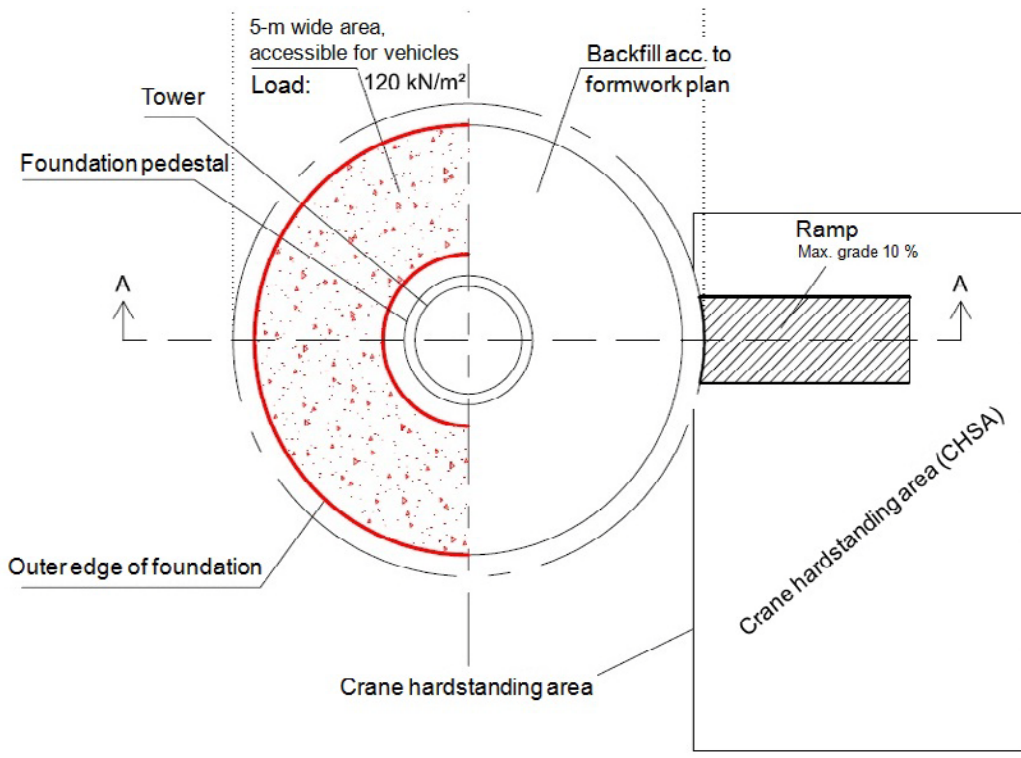 5-m wide area,
accessible for vehicles
Load: 120 kN/m²
Backfill acc. to
formwork plan
Tower
Foundation pedestal
Ramp
Max. grade 10 %
A
A
Outer edge of foundation
Crane hardstanding area (CHSA)
Crane hardstanding area